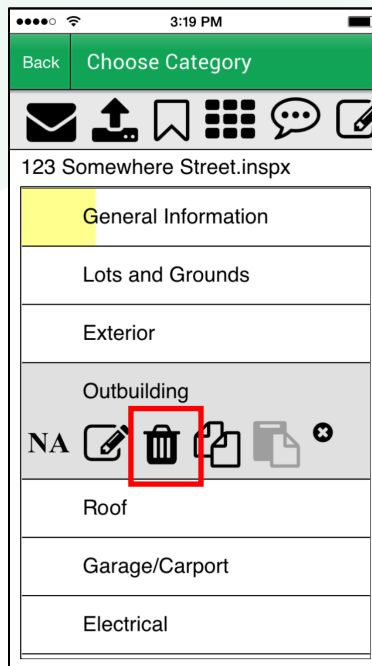 3:19 PM
Back Choose Category
123 Somewhere Street.inspx
General Information
Lots and Grounds
Exterior
Outbuilding
NA
Roof
Garage/Carport
Electrical